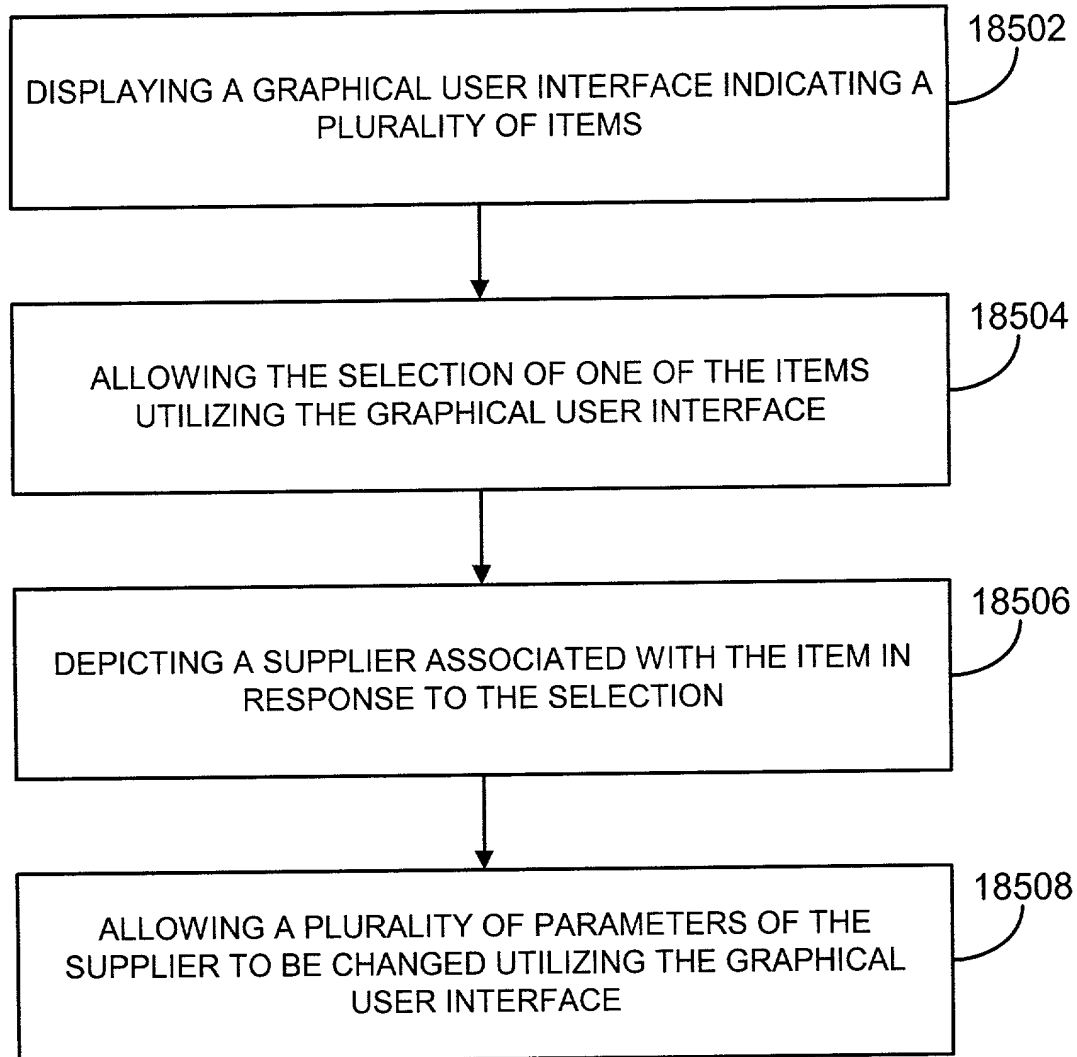 18502
DISPLAYING A GRAPHICAL USER INTERFACE INDICATING A
PLURALITY OF ITEMS
18504
ALLOWING THE SELECTION OF ONE OF THE ITEMS
UTILIZING THE GRAPHICAL USER INTERFACE
18506
DEPICTING A SUPPLIER ASSOCIATED WITH THE ITEM IN
RESPONSE TO THE SELECTION
18508
ALLOWING A PLURALITY OF PARAMETERS OF THE
SUPPLIER TO BE CHANGED UTILIZING THE GRAPHICAL
USER INTERFACE